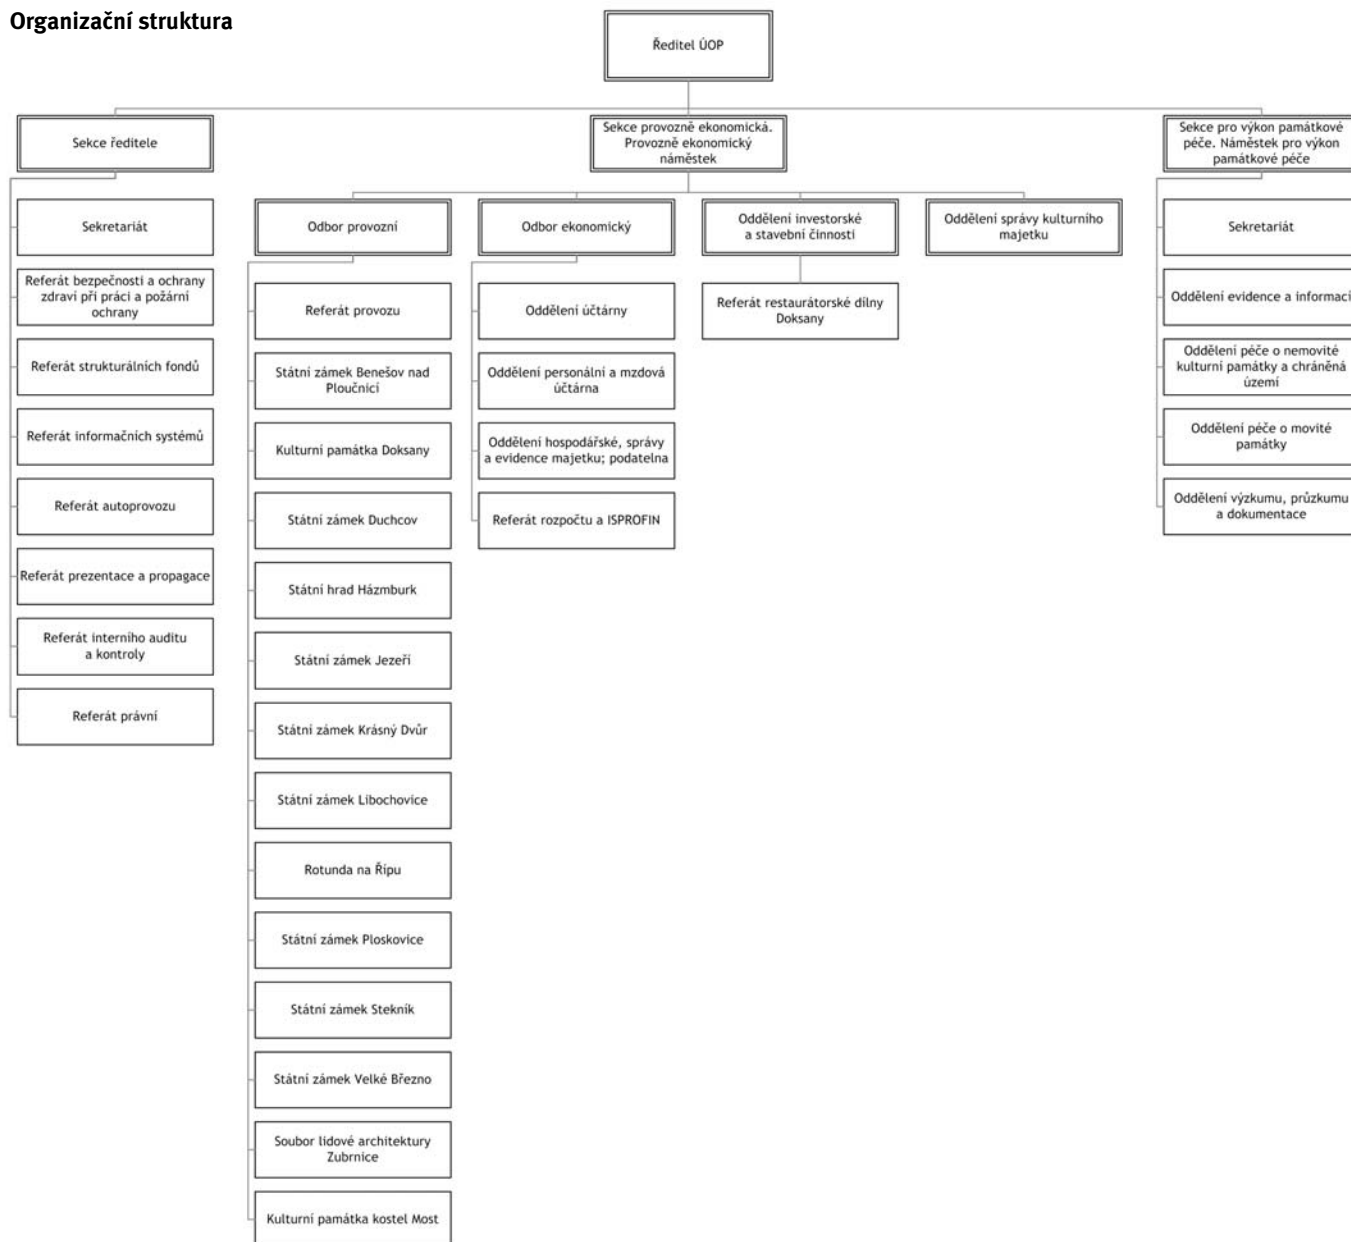 Organizační struktura
Ředitel ÚOP
Sekce ředitele
Sekce provozně ekonomická.
Provozně ekonomický
náměstek
Sekce pro výkon památkové
péče. Náměstek pro výkon
památkové péče
Sekretariát
Referát bezpečnosti a ochrany
zdraví při práci a požární
ochrany
Referát strukturálních fondů
Referát informačních systémů
Referát autoprovozu
Referát prezentace a propagace
Referát interního auditu
a kontroly
Referát právní
Odbor provozní
Referát provozu
Státní zámek Benešov nad
Ploučnicí
Kulturní památka Doksany
Státní zámek Duchcov
Státní hrad Házmburk
Státní zámek Jezeří
Státní zámek Krásný Dvůr
Státní zámek Libochovice
Rotunda na Řípu
Státní zámek Ploskovice
Státní zámek Stekník
Státní zámek Velké Březno
Soubor lidové architektury
Zubrnice
Kulturní památka kostel Most
Odbor ekonomický
Oddělení účtárny
Oddělení personální a mzdová
účtárna
Oddělení hospodářské, správy
a evidence majetku; podatelna
Referát rozpočtu a ISPROFIN
Oddělení investorské
a stavební činnosti
Referát restaurátorské dílny
Doksany
Oddělení správy kulturního
majetku
Sekretariát
Oddělení evidence a informací
Oddělení péče o nemovité
kulturní památky a chráněná
území
Oddělení péče o movité
památky
Oddělení výzkumu, průzkumu
a dokumentace